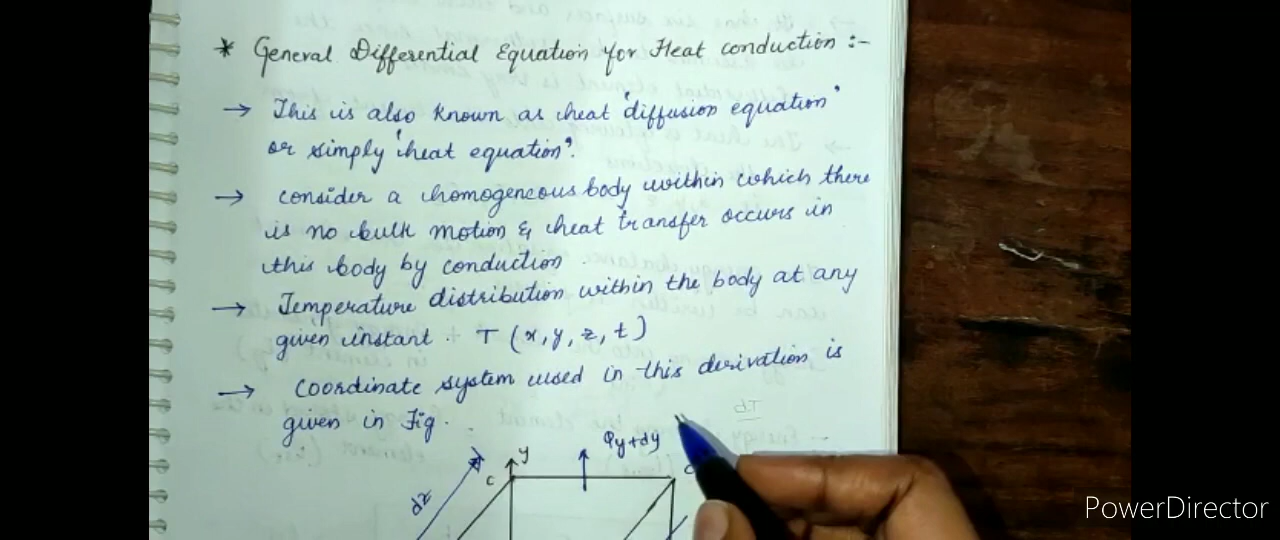 * General Differential Equation for Heat conduction :-
→ This is also known as heat 'diffusion equation'
or simply 'heat equation'.
→ consider a homogeneous body within which there
is no bulk motion & heat transfer occurs in
this body by conduction
→ Temperature distribution within the body at any
given instant. T (x, y, z, t)
→ Coordinate system used in this derivation is
given in Fig.
y
Qy+dy
c
dz
PowerDirector